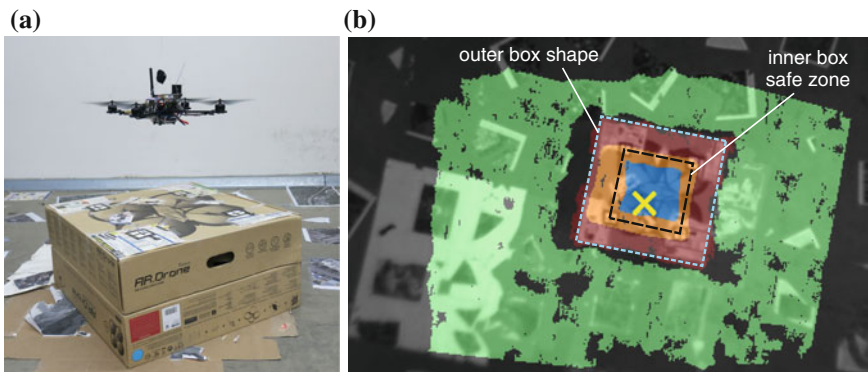 (a)
(b)
outer box shape
inner box
safe zone
AR.Drone